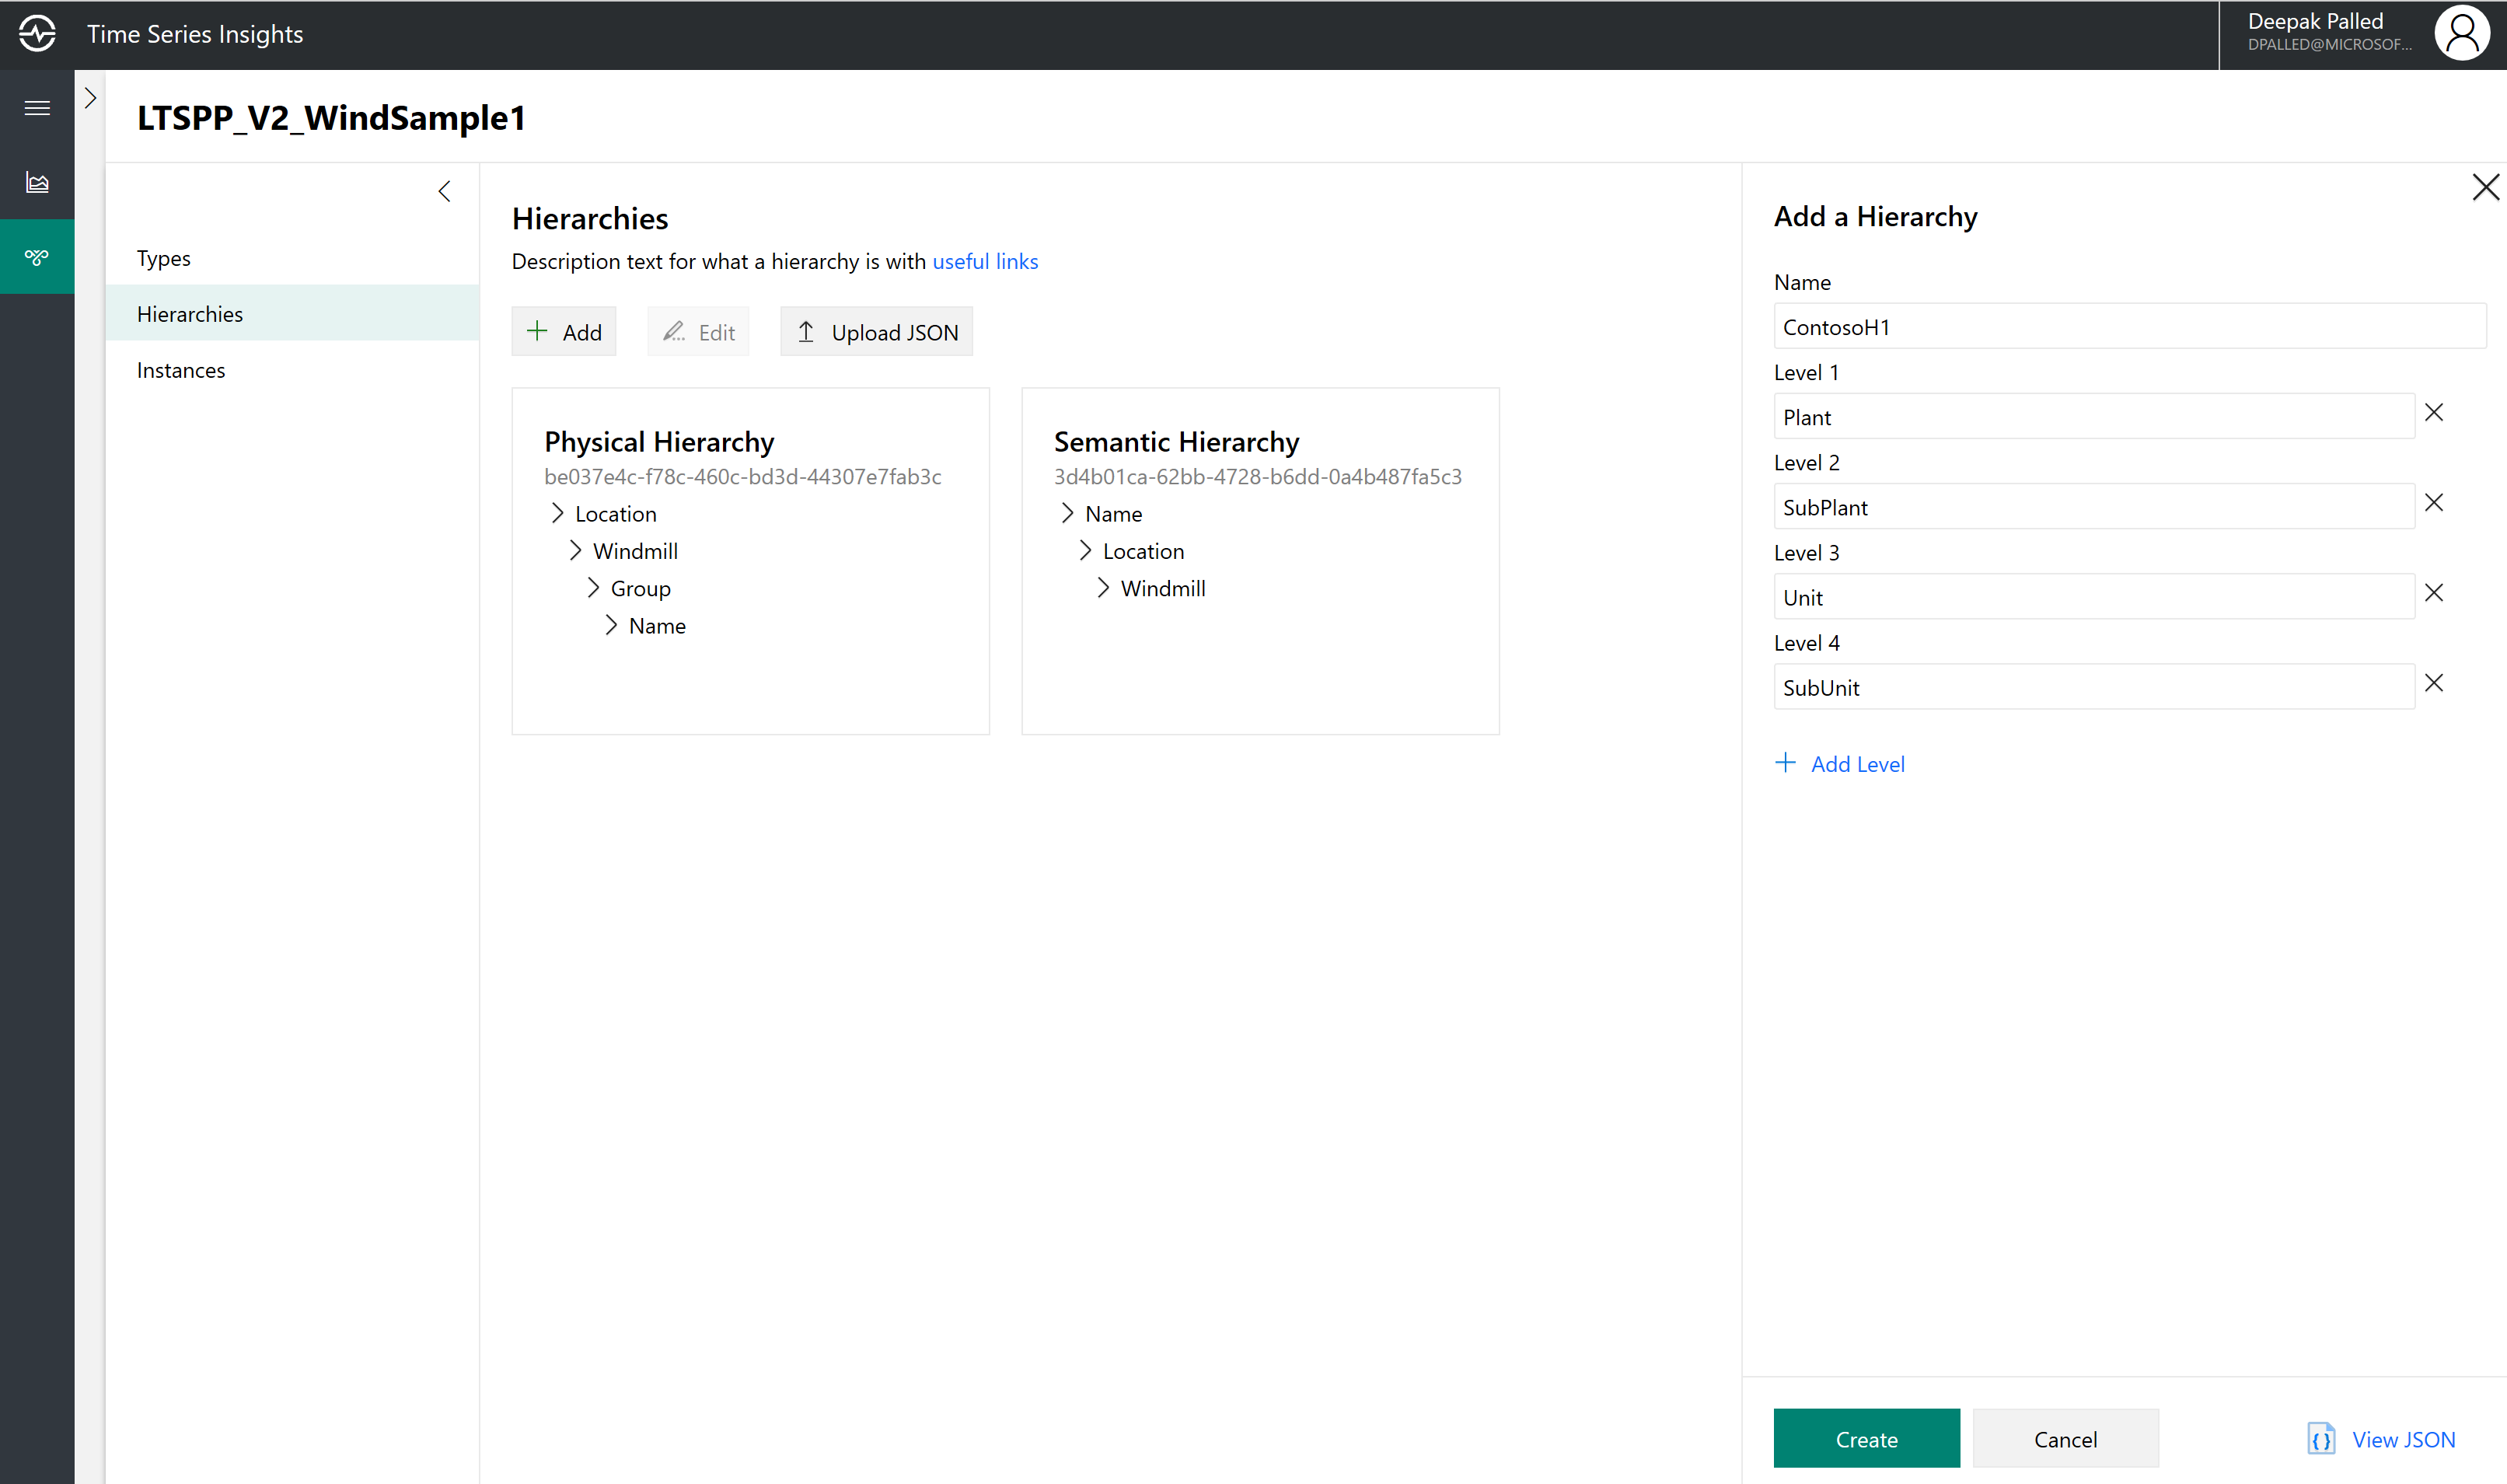 Time Series Insights
Deepak Palled
DPALLED@MICROSOF...
LTSPP_V2_WindSample1
Types
Hierarchies
Instances
Hierarchies
Description text for what a hierarchy is with useful links
Add
Edit
Upload JSON
Physical Hierarchy
be037e4c-f78c-460c-bd3d-44307e7fab3c
Location
Windmill
Group
Name
Semantic Hierarchy
3d4b01ca-62bb-4728-b6dd-0a4b487fa5c3
Name
Location
Windmill
Add a Hierarchy
Name
ContosoH1
Level 1
Plant
Level 2
SubPlant
Level 3
Unit
Level 4
SubUnit
Add Level
Create
Cancel
View JSON